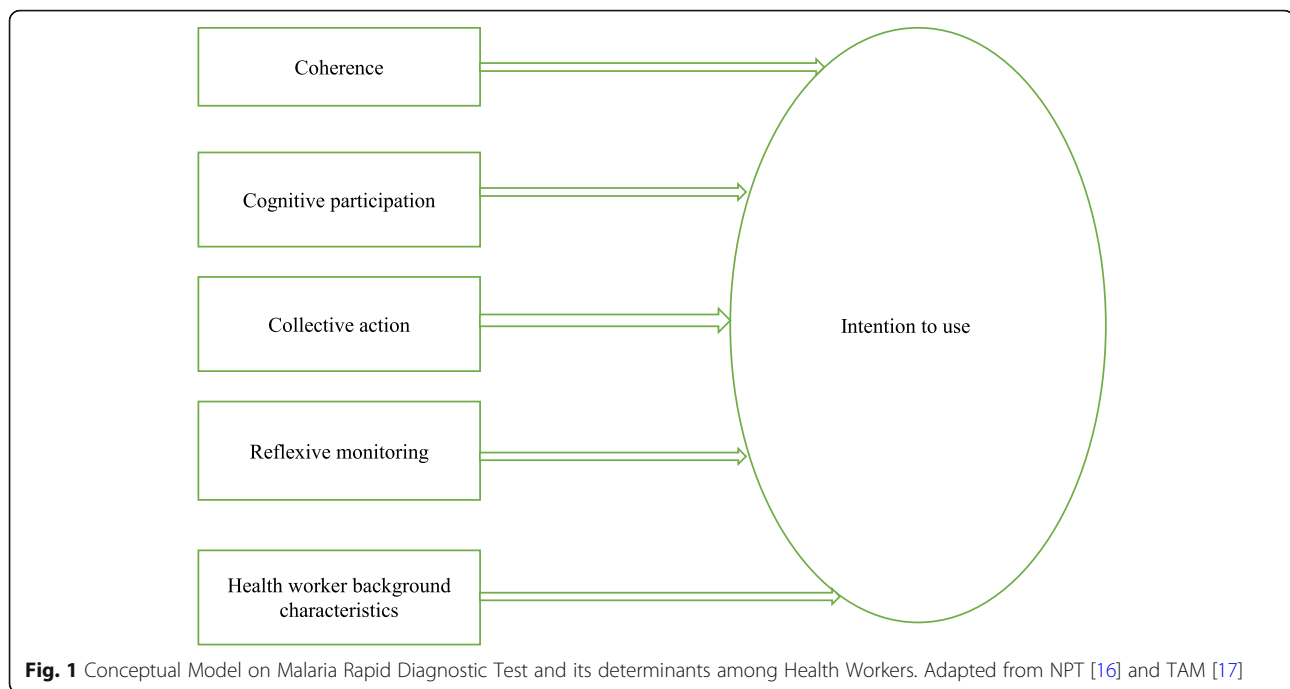 Coherence
Cognitive participation
Collective action
Intention to use
Reflexive monitoring
Health worker background
characteristics
Fig. 1 Conceptual Model on Malaria Rapid Diagnostic Test and its determinants among Health Workers. Adapted from NPT [16] and TAM [17]